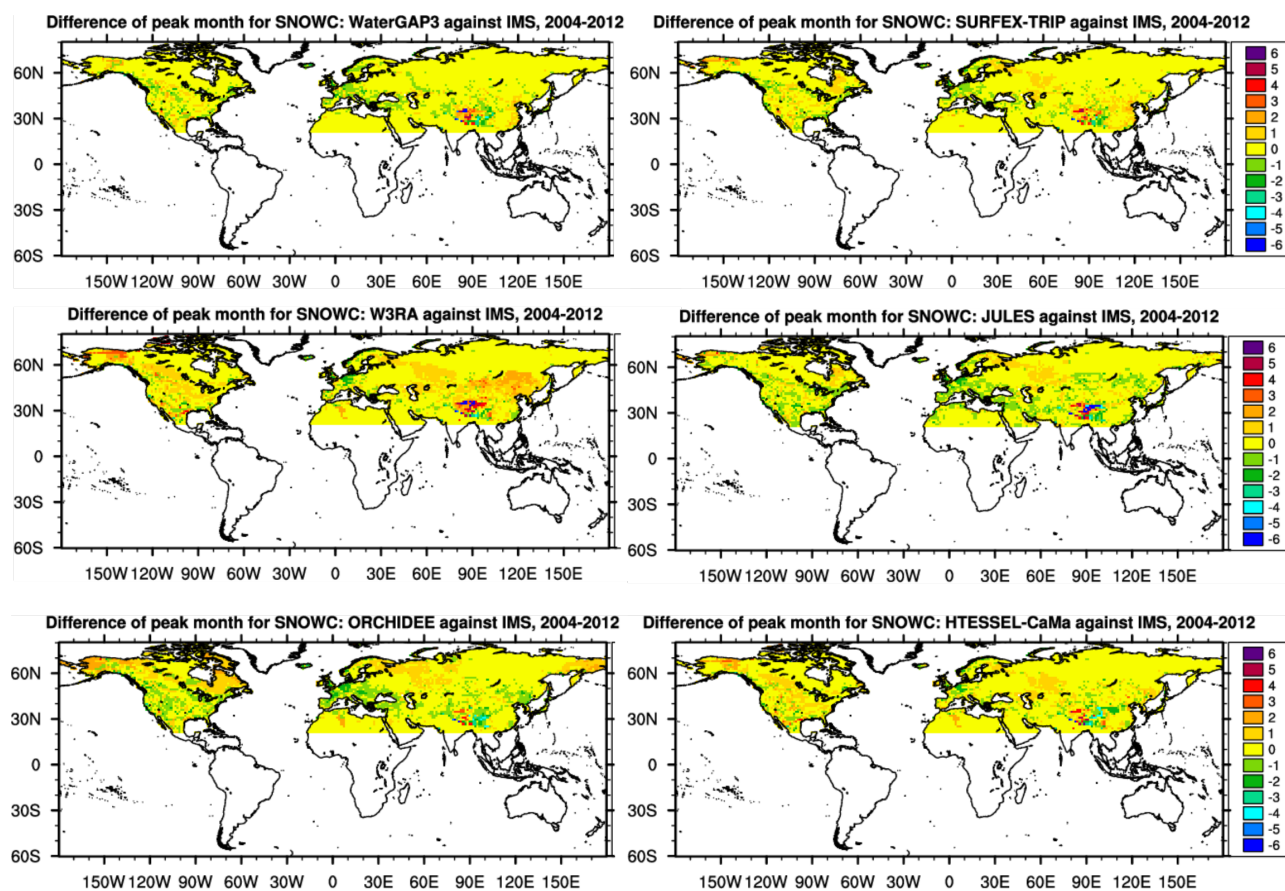 Difference of peak month for SNOWC: WaterGAP3 against IMS, 2004-2012
60N
30N
0
30S
60S
150W 120W 90W 60W 30W 0 30E 60E 90E 120E 150E
Difference of peak month for SNOWC: SURFEX-TRIP against IMS, 2004-2012
150W 120W 90W 60W 30W 0 30E 60E 90E 120E 150E
6
5
4
3
2
1
0
-1
-2
-3
-4
-5
-6
Difference of peak month for SNOWC: W3RA against IMS, 2004-2012
60N
30N
0
30S
60S
150W 120W 90W 60W 30W 0 30E 60E 90E 120E 150E
Difference of peak month for SNOWC: JULES against IMS, 2004-2012
150W 120W 90W 60W 30W 0 30E 60E 90E 120E 150E
6
5
4
3
2
1
0
-1
-2
-3
-4
-5
-6
Difference of peak month for SNOWC: ORCHIDEE against IMS, 2004-2012
60N
30N
0
30S
60S
150W 120W 90W 60W 30W 0 30E 60E 90E 120E 150E
Difference of peak month for SNOWC: HTESSEL-CaMa against IMS, 2004-2012
150W 120W 90W 60W 30W 0 30E 60E 90E 120E 150E
6
5
4
3
2
1
0
-1
-2
-3
-4
-5
-6